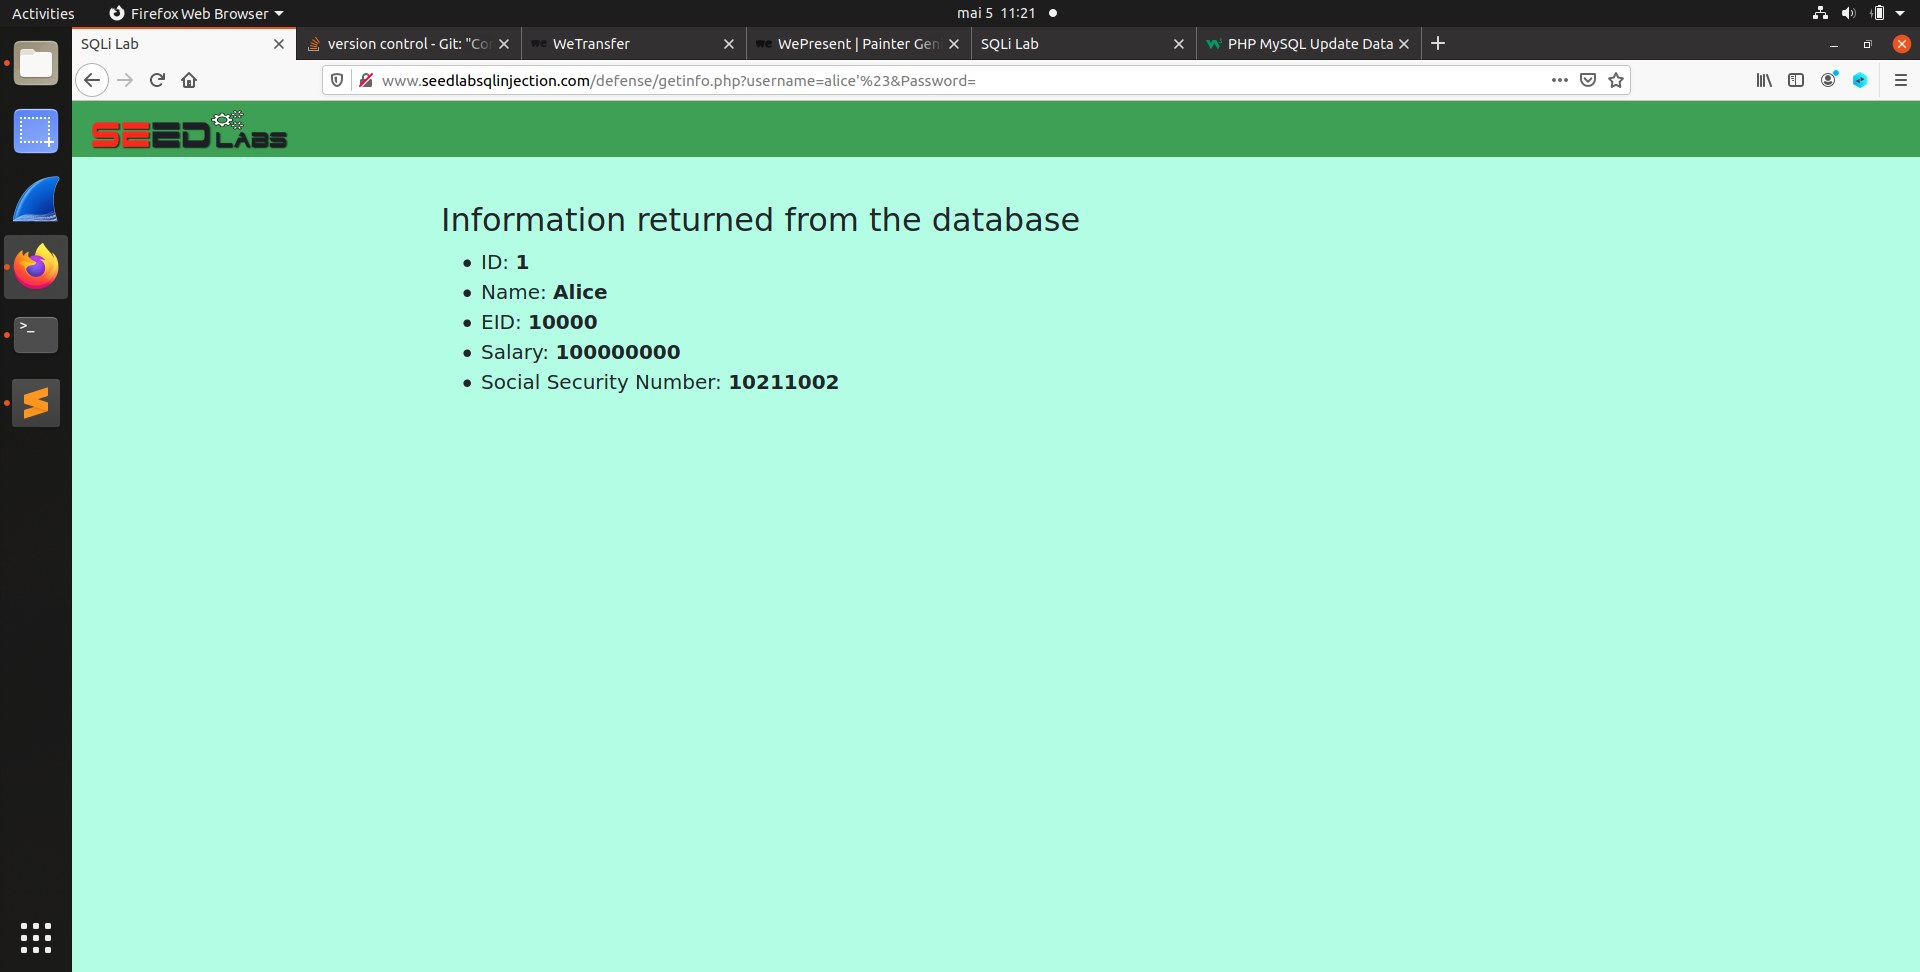 Activities Firefox Web Browser mai 5 11:21
SQLi Lab version control - Git: "Co WeTransfer WePresent | Painter Gen SQLi Lab PHP MySQL Update Data
www.seedlabsqlinjection.com/defense/getinfo.php?username=alice'%23&Password=
SEED LABS
Information returned from the database
ID: 1
Name: Alice
EID: 10000
Salary: 100000000
Social Security Number: 10211002